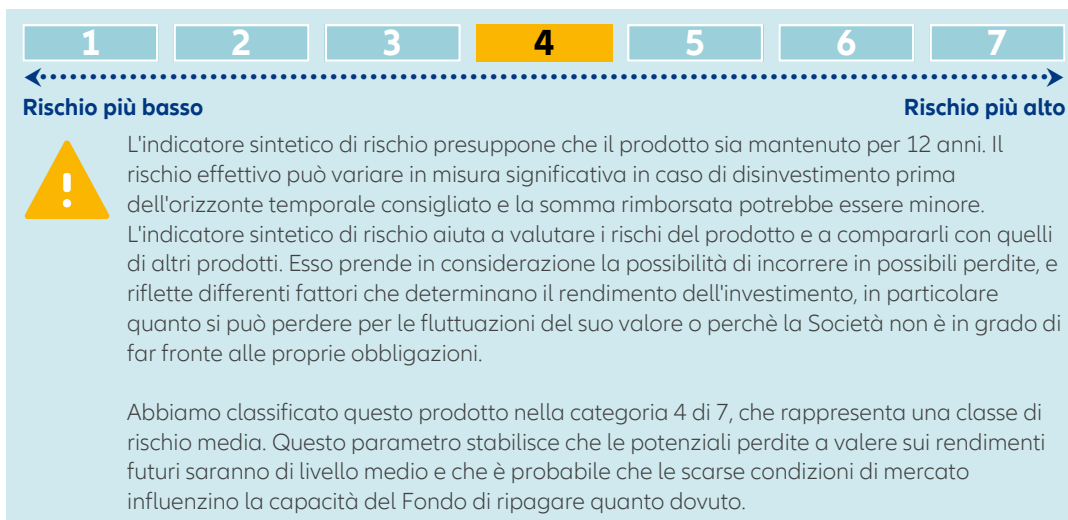 1 2 3 4 5 6 7
Rischio più basso Rischio più alto
L'indicatore sintetico di rischio presuppone che il prodotto sia mantenuto per 12 anni. Il
rischio effettivo può variare in misura significativa in caso di disinvestimento prima
dell'orizzonte temporale consigliato e la somma rimborsata potrebbe essere minore.
L'indicatore sintetico di rischio aiuta a valutare i rischi del prodotto e a compararli con quelli
di altri prodotti. Esso prende in considerazione la possibilità di incorrere in possibili perdite, e
riflette differenti fattori che determinano il rendimento dell'investimento, in particolare
quanto si può perdere per le fluttuazioni del suo valore o perchè la Società non è in grado di
far fronte alle proprie obbligazioni.
Abbiamo classificato questo prodotto nella categoria 4 di 7, che rappresenta una classe di
rischio media. Questo parametro stabilisce che le potenziali perdite a valere sui rendimenti
futuri saranno di livello medio e che è probabile che le scarse condizioni di mercato
influenzino la capacità del Fondo di ripagare quanto dovuto.